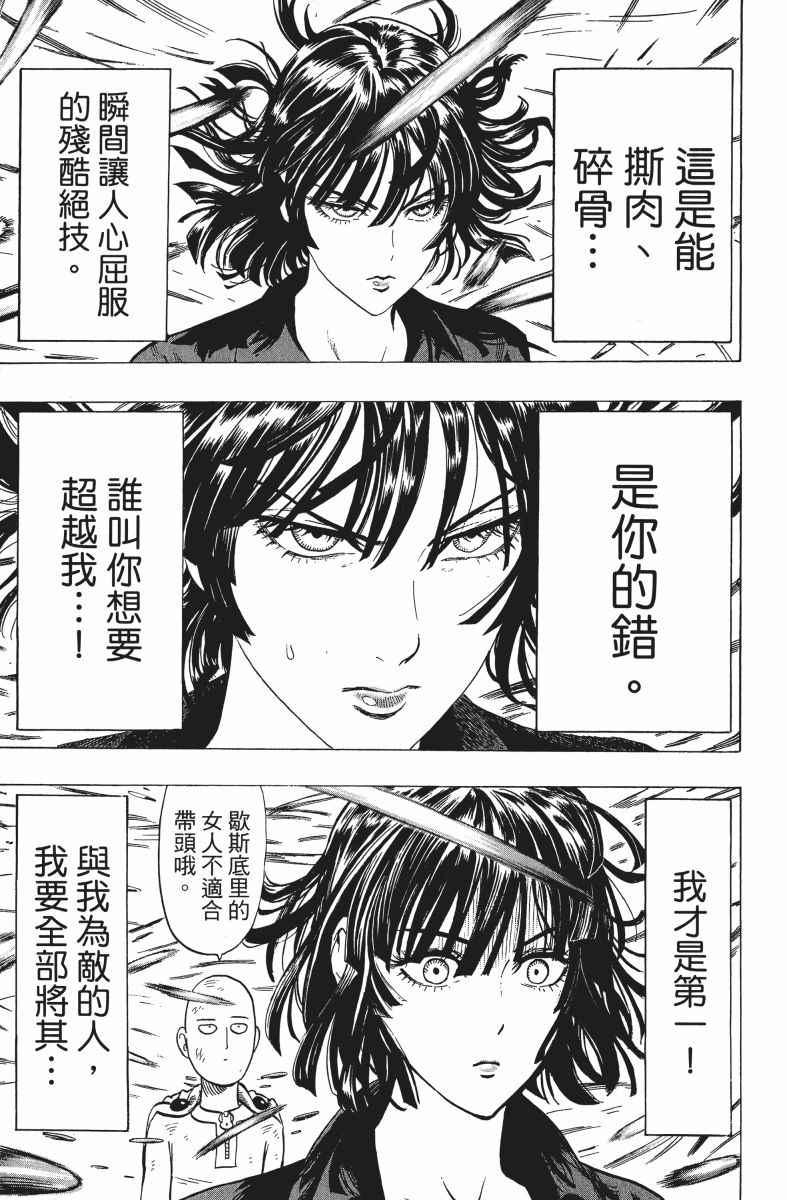 這是能
撕肉、
碎骨…
瞬間讓人心屈服
的殘酷絕技。
是你的錯。
誰叫你想要
超越我…！
我才是第一！
歇斯底里的
女人不適合
帶頭哦。
與我為敵的人，
我要全部將其…